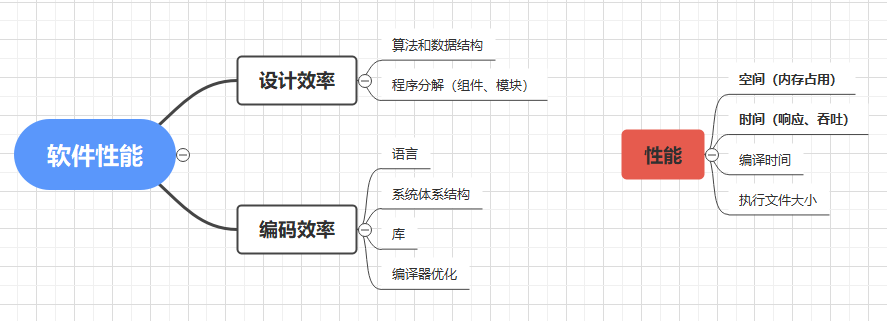 软件性能
设计效率
算法和数据结构
程序分解（组件、模块）
编码效率
语言
系统体系结构
库
编译器优化
性能
空间（内存占用）
时间（响应、吞吐）
编译时间
执行文件大小